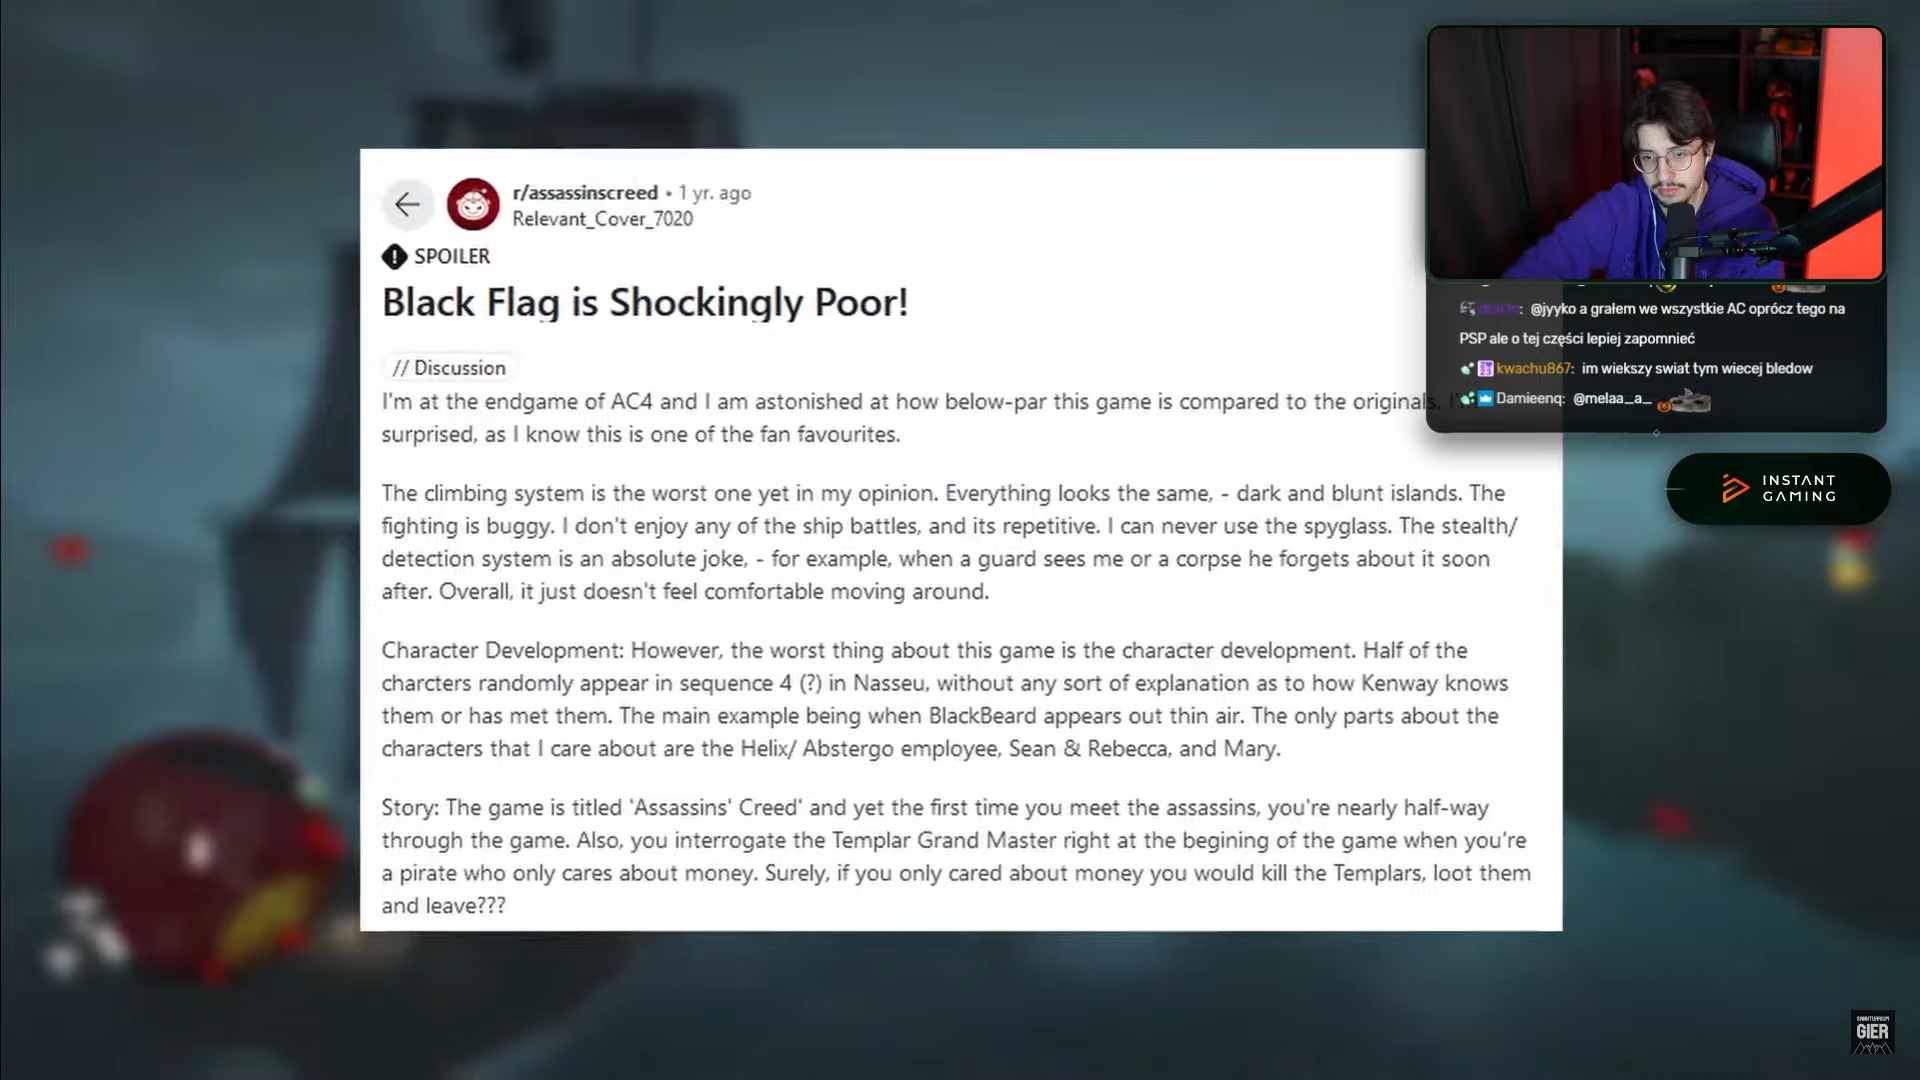 r/assassinscreed • 1 yr. ago
Relevant_Cover_7020
SPOILER
Black Flag is Shockingly Poor!
// Discussion
I'm at the endgame of AC4 and I am astonished at how below-par this game is compared to the originals.
surprised, as I know this is one of the fan favourites.
The climbing system is the worst one yet in my opinion. Everything looks the same, - dark and blunt islands. The
fighting is buggy. I don't enjoy any of the ship battles, and its repetitive. I can never use the spyglass. The stealth/
detection system is an absolute joke, - for example, when a guard sees me or a corpse he forgets about it soon
after. Overall, it just doesn't feel comfortable moving around.
Character Development: However, the worst thing about this game is the character development. Half of the
charcters randomly appear in sequence 4 (?) in Nasseu, without any sort of explanation as to how Kenway knows
them or has met them. The main example being when BlackBeard appears out thin air. The only parts about the
characters that I care about are the Helix/ Abstergo employee, Sean & Rebecca, and Mary.
Story: The game is titled 'Assassins' Creed' and yet the first time you meet the assassins, you're nearly half-way
through the game. Also, you interrogate the Templar Grand Master right at the begining of the game when you're
a pirate who only cares about money. Surely, if you only cared about money you would kill the Templars, loot them
and leave???
: @jyyko a grałem we wszystkie AC oprócz tego na
PSP ale o tej części lepiej zapomnieć
kwachu867: im wiekszy swiat tym wiecej bledow
Damieenq: @melaa_a_
INSTANT
GAMING
SANKTUARIUM
GIER